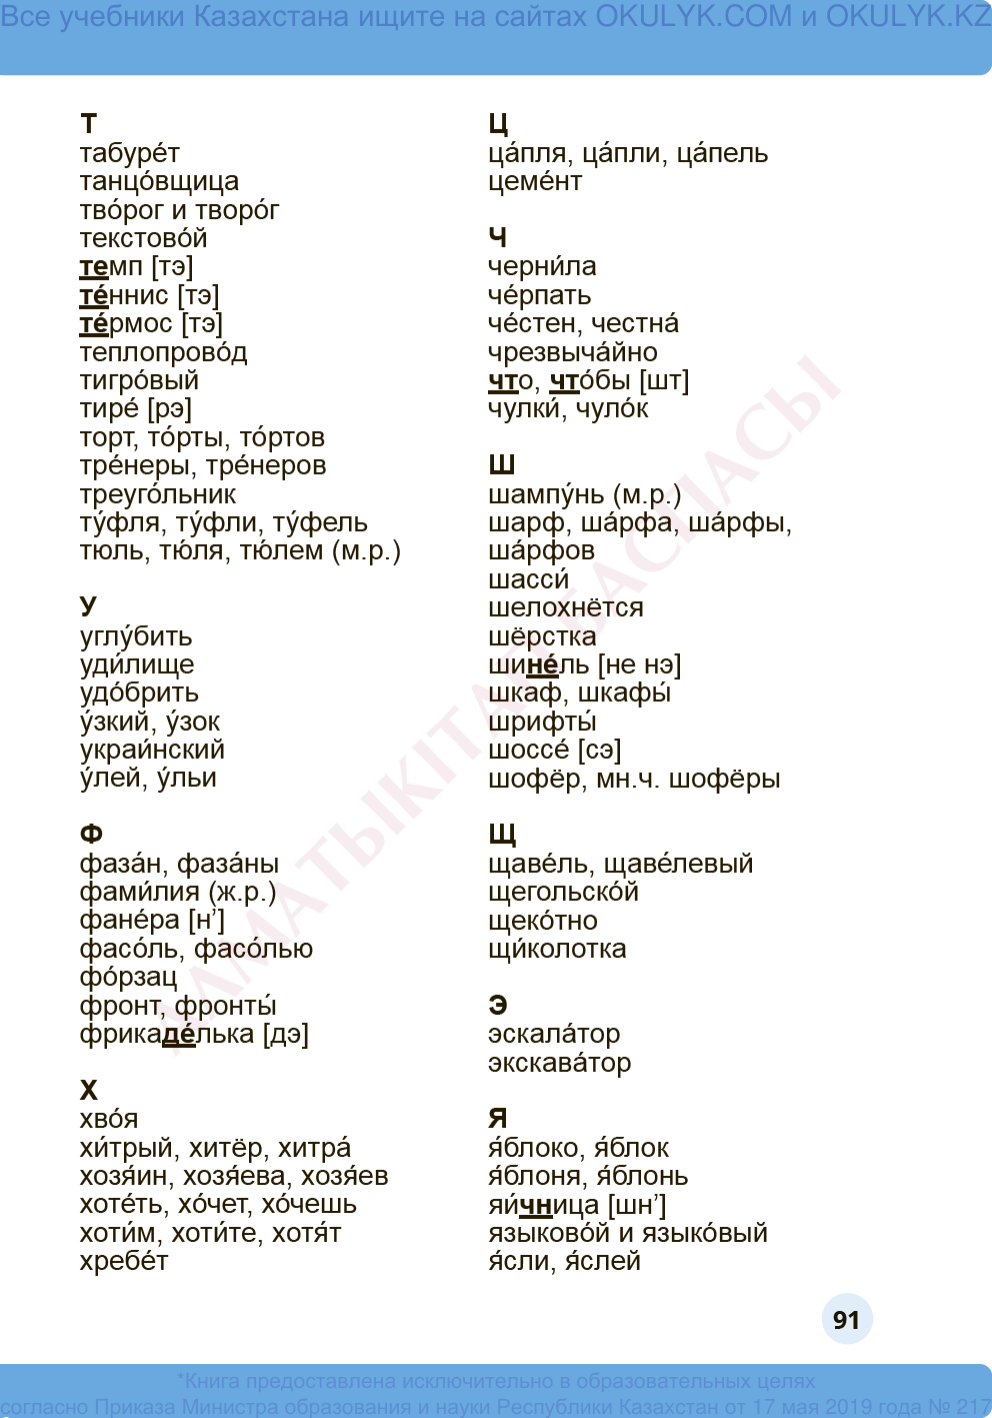 Все учебники Казахстана ищите на сайтах OKULYK.COM и OKULYK.KZ
Т
табуре́т
танцо́вщица
тво́рог и творо́г
текстово́й
темп [тэ]
те́ннис [тэ]
те́рмос [тэ]
теплопрово́д
тигро́вый
тире́ [рэ]
торт, то́рты, то́ртов
тре́неры, тре́неров
треуго́льник
ту́фля, ту́фли, ту́фель
тюль, тю́ля, тю́лем (м.р.)
У
углу́бить
уди́лище
удо́брить
у́зкий, у́зок
украи́нский
у́лей, у́льи
Ф
фаза́н, фаза́ны
фами́лия (ж.р.)
фане́ра [н’]
фасо́ль, фасо́лью
фо́рзац
фронт, фронты́
фрикаде́лька [дэ]
Х
хво́я
хи́трый, хитёр, хитра́
хозя́ин, хозя́ева, хозя́ев
хоте́ть, хо́чет, хо́чешь
хоти́м, хоти́те, хотя́т
хребе́т
Ц
ца́пля, ца́пли, ца́пель
цеме́нт
Ч
черни́ла
че́рпать
че́стен, честна́
чрезвыча́йно
что, что́бы [шт]
чулки́, чуло́к
Ш
шампу́нь (м.р.)
шарф, ша́рфа, ша́рфы,
ша́рфов
шасси́
шелохнётся
шёрстка
шине́ль [не нэ]
шкаф, шкафы́
шрифты́
шоссе́ [сэ]
шофёр, мн.ч. шофёры
Щ
щаве́ль, щаве́левый
щегольско́й
щеко́тно
щи́колотка
Э
эскала́тор
экскава́тор
Я
я́блоко, я́блок
я́блоня, я́блонь
яи́чница [шн’]
языково́й и языко́вый
я́сли, я́слей
АЛМАТЫКІТАП БАСПАСЫ
91
*Книга предоставлена исключительно в образовательных целях
согласно Приказа Министра образования и науки Республики Казахстан от 17 мая 2019 года № 217